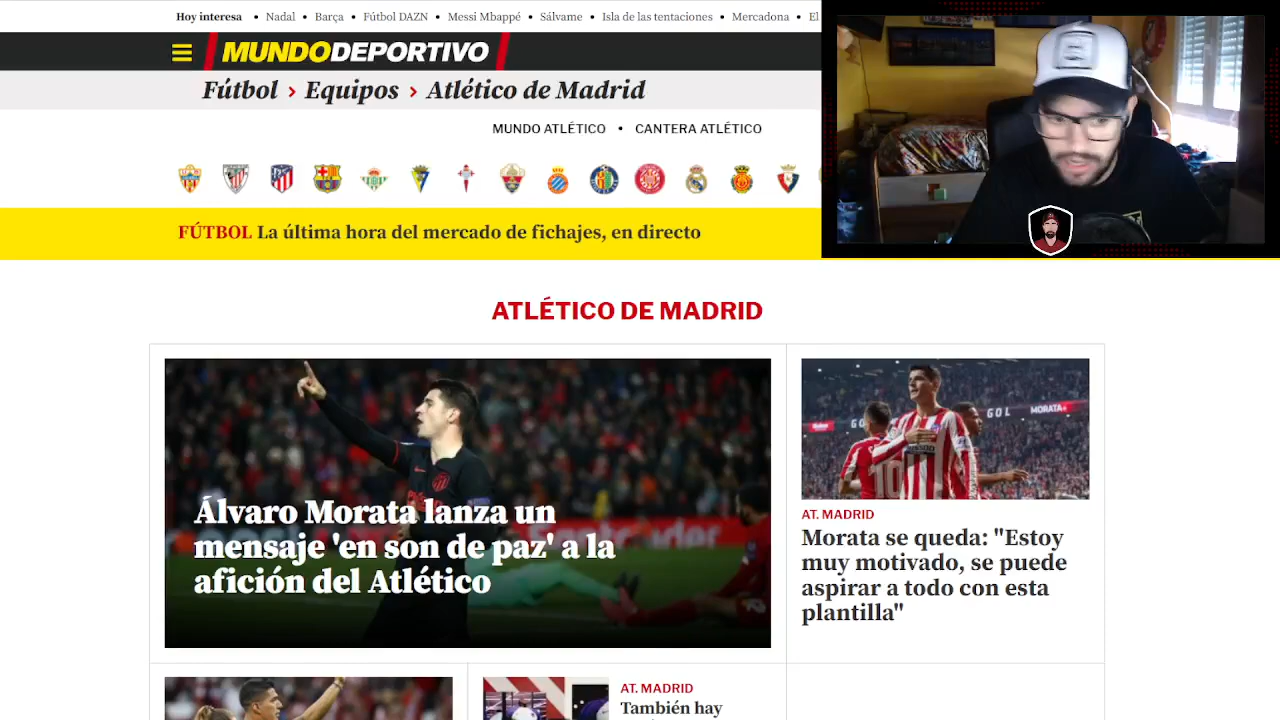 Hoy interesa • Nadal • Barça • Fútbol DAZN • Messi Mbappé • Sálvame • Isla de las tentaciones • Mercadona • El
MUNDODEPORTIVO
Fútbol › Equipos › Atlético de Madrid
MUNDO ATLÉTICO • CANTERA ATLÉTICO
FÚTBOL La última hora del mercado de fichajes, en directo
ATLÉTICO DE MADRID
Álvaro Morata lanza un
mensaje 'en son de paz' a la
afición del Atlético
GOL MORATA
10
AT. MADRID
Morata se queda: "Estoy
muy motivado, se puede
aspirar a todo con esta
plantilla"
AT. MADRID
También hay